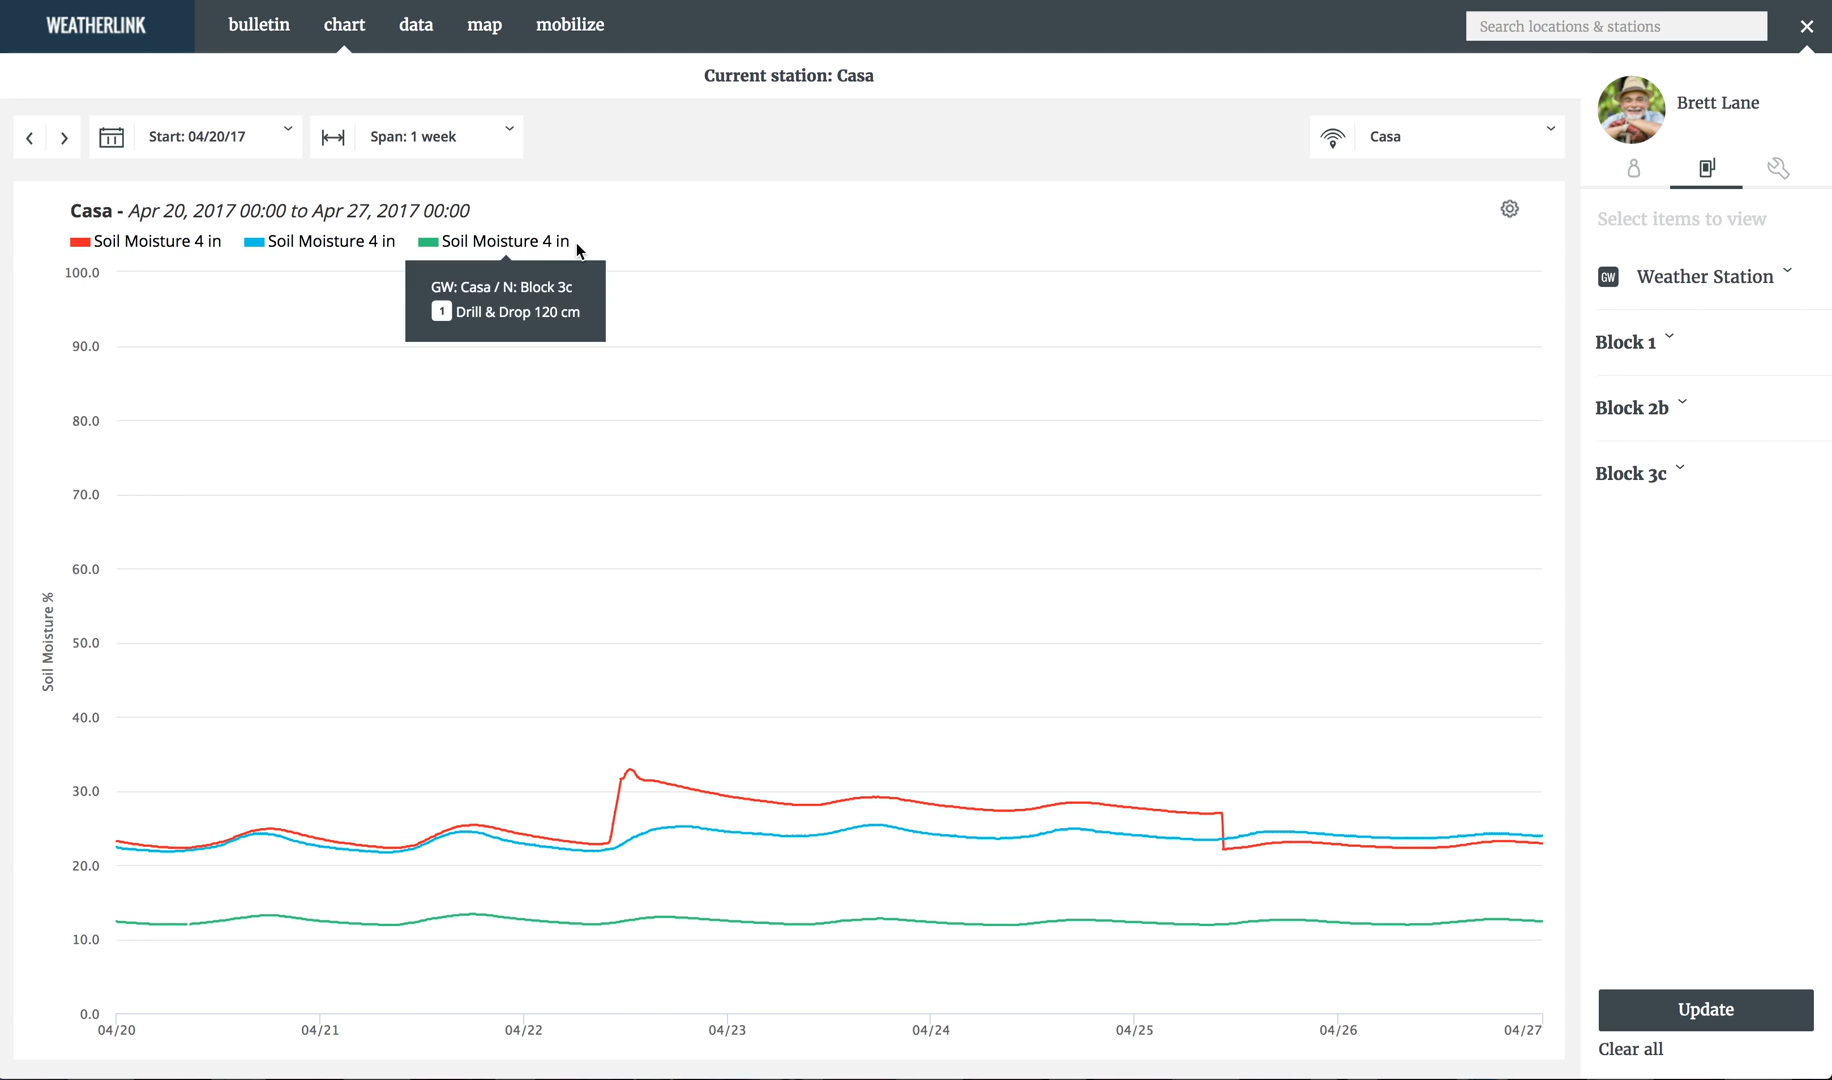 WEATHERLINK
bulletin chart data map mobilize
Search locations & stations
Current station: Casa
Brett Lane
Start: 04/20/17
Span: 1 week
Casa
Select items to view
GW Weather Station
Block 1
Block 2b
Block 3c
Update
Clear all
Casa - Apr 20, 2017 00:00 to Apr 27, 2017 00:00
Soil Moisture 4 in Soil Moisture 4 in Soil Moisture 4 in
GW: Casa / N: Block 3c
1 Drill & Drop 120 cm
Soil Moisture %
100.0
90.0
80.0
70.0
60.0
50.0
40.0
30.0
20.0
10.0
0.0
04/20 04/21 04/22 04/23 04/24 04/25 04/26 04/27